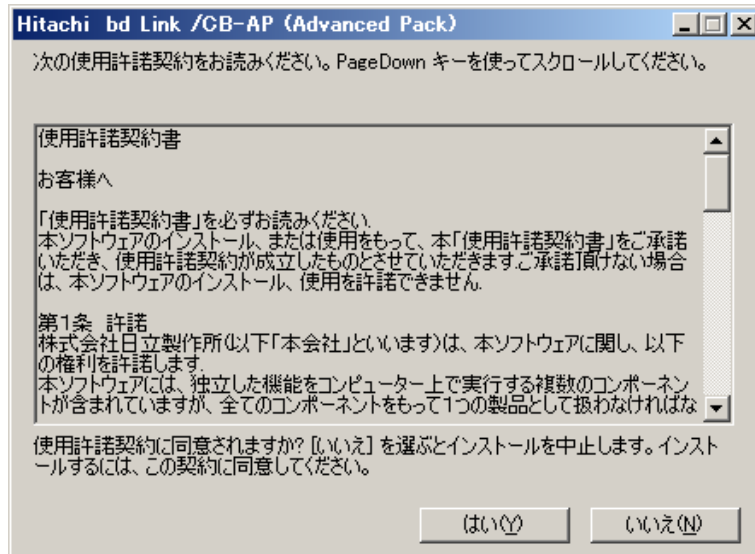 Hitachi bd Link /CB-AP (Advanced Pack)
次の使用許諾契約をお読みください。PageDown キーを使ってスクロールしてください。
使用許諾契約書
お客様へ
「使用許諾契約書」を必ずお読みください.
本ソフトウェアのインストール、または使用をもって、本「使用許諾契約書」をご承諾
いただき、使用許諾契約が成立したものとさせていただきます.ご承諾頂けない場合
は、本ソフトウェアのインストール、使用を許諾できません.
第1条 許諾
株式会社日立製作所(以下「本会社」といいます)は、本ソフトウェアに関し、以下
の権利を許諾します.
本ソフトウェアには、独立した機能をコンピューター上で実行する複数のコンポーネン
トが含まれていますが、全てのコンポーネントをもって1つの製品として扱わなければな
使用許諾契約に同意されますか? [いいえ] を選ぶとインストールを中止します。インスト
ールするには、この契約に同意してください。
はい(Y)
いいえ(N)